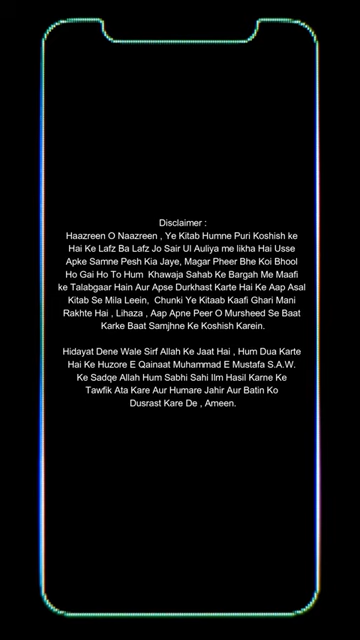 Disclaimer :
Haazreen O Naazreen , Ye Kitab Humne Puri Koshish ke
Hai Ke Lafz Ba Lafz Jo Sair Ul Auliya me likha Hai Usse
Apke Samne Pesh Kia Jaye, Magar Pheer Bhe Koi Bhool
Ho Gai Ho To Hum Khawaja Sahab Ke Bargah Me Maafi
ke Talabgaar Hain Aur Apse Durkhast Karte Hai Ke Aap Asal
Kitab Se Mila Leein, Chunki Ye Kitaab Kaafi Ghari Mani
Rakhte Hai , Lihaza , Aap Apne Peer O Mursheed Se Baat
Karke Baat Samjhne Ke Koshish Karein.
Hidayat Dene Wale Sirf Allah Ke Jaat Hai , Hum Dua Karte
Hai Ke Huzore E Qainaat Muhammad E Mustafa S.A.W.
Ke Sadqe Allah Hum Sabhi Sahi Ilm Hasil Karne Ke
Tawfik Ata Kare Aur Humare Jahir Aur Batin Ko
Dusrast Kare De , Ameen.